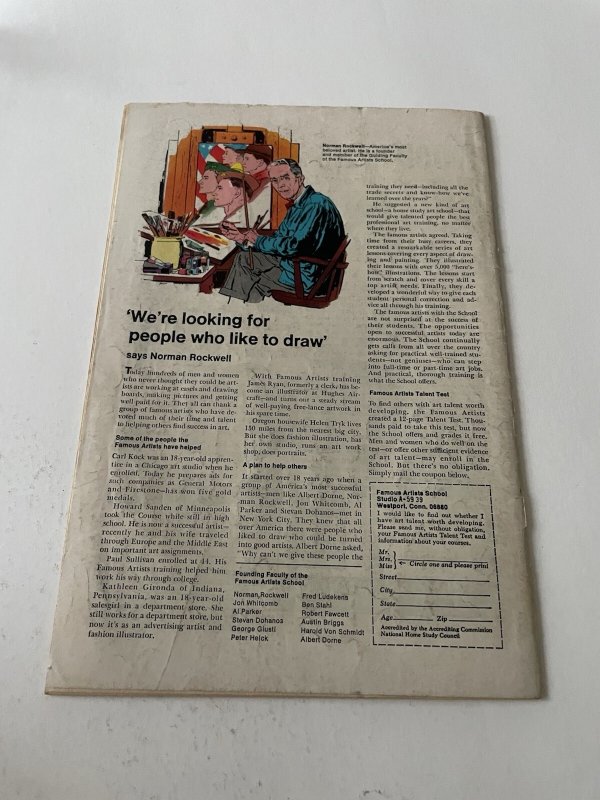 Norman Rockwell—America's most
beloved artist. He is a founder
and member of the Guiding Faculty
of the Famous Artists School.
'We're looking for
people who like to draw'
says Norman Rockwell
Today hundreds of men and women
who never thought they could be art-
ists are working at easels and drawing
boards, making pictures and getting
well paid for it. They all can thank a
group of famous artists who have de-
voted much of their time and talent
to helping others find success in art.
Some of the people the
Famous Artists have helped
Carl Kock was an 18-year-old appren-
tice in a Chicago art studio when he
enrolled. Today he prepares ads for
such companies as General Motors
and Firestone—has won five gold
medals.
Howard Sanden of Minneapolis
took the Course while still in high
school. He is now a successful artist—
recently he and his wife traveled
through Europe and the Middle East
on important art assignments.
Paul Sullivan enrolled at 44. His
Famous Artists training helped him
work his way through college.
Kathleen Gironda of Indiana,
Pennsylvania, was an 18-year-old
salesgirl in a department store. She
still works for a department store, but
now it's as an advertising artist and
fashion illustrator.
With Famous Artists training
James Ryan, formerly a clerk, has be-
come an illustrator at Hughes Air-
craft—and turns out a steady stream
of well-paying free-lance artwork in
his spare time.
Oregon housewife Helen Tryk lives
150 miles from the nearest big city.
But she does fashion illustration, has
her own studio, runs an art work
shop, does portraits.
A plan to help others
It started over 18 years ago when a
group of America's most successful
artists—men like Albert Dorne, Nor-
man Rockwell, Jon Whitcomb, Al
Parker and Stevan Dohanos—met in
New York City. They knew that all
over America there were people who
liked to draw who could be turned
into good artists. Albert Dorne asked,
"Why can't we give these people the
Founding Faculty of the
Famous Artists School
Norman Rockwell
Jon Whitcomb
Al Parker
Stevan Dohanos
George Giusti
Peter Helck
Fred Ludekens
Ben Stahl
Robert Fawcett
Austin Briggs
Harold Von Schmidt
Albert Dorne
training they need—including all the
trade secrets and know-how we've
learned over the years?"
He suggested a new kind of art
school—a home study art school—that
would give talented people the best
professional art training, no matter
where they live.
The famous artists agreed. Taking
time from their busy careers, they
created a remarkable series of art
lessons covering every aspect of draw-
ing and painting. They illustrated
their lessons with over 5,000 "here's-
how" illustrations. The lessons start
from scratch and cover every skill a
top artist needs. Finally, they de-
veloped a wonderful way to give each
student personal correction and ad-
vice all through his training.
The famous artists with the School
are not surprised at the success of
their students. The opportunities
open to successful artists today are
enormous. The School continually
gets calls from all over the country
asking for practical well-trained stu-
dents—not geniuses—who can step
into full-time or part-time art jobs.
And practical, thorough training is
what the School offers.
Famous Artists Talent Test
To find others with art talent worth
developing, the Famous Artists
created a 12-page Talent Test. Thou-
sands paid to take this test, but now
the School offers and grades it free.
Men and women who do well on the
test—or offer other sufficient evidence
of art talent—may enroll in the
School. But there's no obligation.
Simply mail the coupon below.
Famous Artists School
Studio A-59 39
Westport, Conn. 06880
I would like to find out whether I
have art talent worth developing.
Please send me, without obligation,
your Famous Artists Talent Test and
information about your courses.
Mr.
Mrs.
Miss
← Circle one and please print
Street
City
State
Age Zip
Accredited by the Accrediting Commission
National Home Study Council